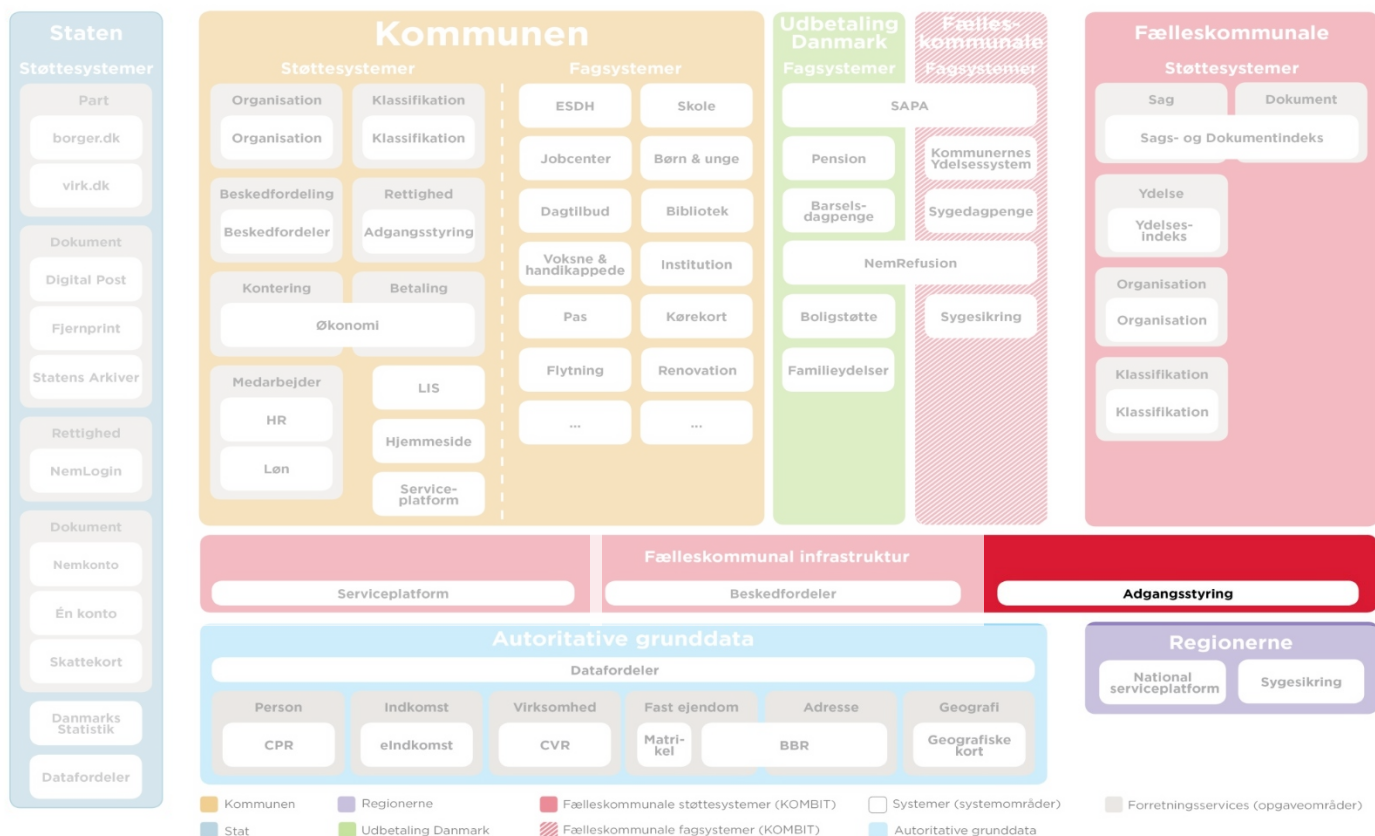 Staten
Støttesystemer
Part
borger.dk
virk.dk
Dokument
Digital Post
Fjernprint
Statens Arkiver
Rettighed
NemLogin
Dokument
Nemkonto
Én konto
Skattekort
Danmarks
Statistik
Datafordeler
Kommunen
Støttesystemer
Organisation
Organisation
Klassifikation
Klassifikation
Beskedfordeling
Beskedfordeler
Rettighed
Adgangsstyring
Kontering
Betaling
Økonomi
Medarbejder
HR
Løn
LIS
Hjemmeside
Service-
platform
Fagsystemer
ESDH
Skole
Jobcenter
Børn & unge
Dagtilbud
Bibliotek
Voksne &
handikappede
Institution
Pas
Kørekort
Flytning
Renovation
...
...
Udbetaling
Danmark
Fagsystemer
Fælles-
kommunale
Fagsystemer
SAPA
Pension
Kommunernes
Ydelsessystem
Barsels-
dagpenge
Sygedagpenge
NemRefusion
Boligstøtte
Sygesikring
Familieydelser
Fælleskommunale
Støttesystemer
Sag
Dokument
Sags- og Dokumentindeks
Ydelse
Ydelses-
indeks
Organisation
Organisation
Klassifikation
Klassifikation
Fælleskommunal infrastruktur
Serviceplatform
Beskedfordeler
Adgangsstyring
Autoritative grunddata
Datafordeler
Person
CPR
Indkomst
eIndkomst
Virksomhed
CVR
Fast ejendom
Adresse
Matri-
kel
BBR
Geografi
Geografiske
kort
Regionerne
National
serviceplatform
Sygesikring
Kommunen
Regionerne
Fælleskommunale støttesystemer (KOMBIT)
Systemer (systemområder)
Forretningsservices (opgaveområder)
Stat
Udbetaling Danmark
Fælleskommunale fagsystemer (KOMBIT)
Autoritative grunddata